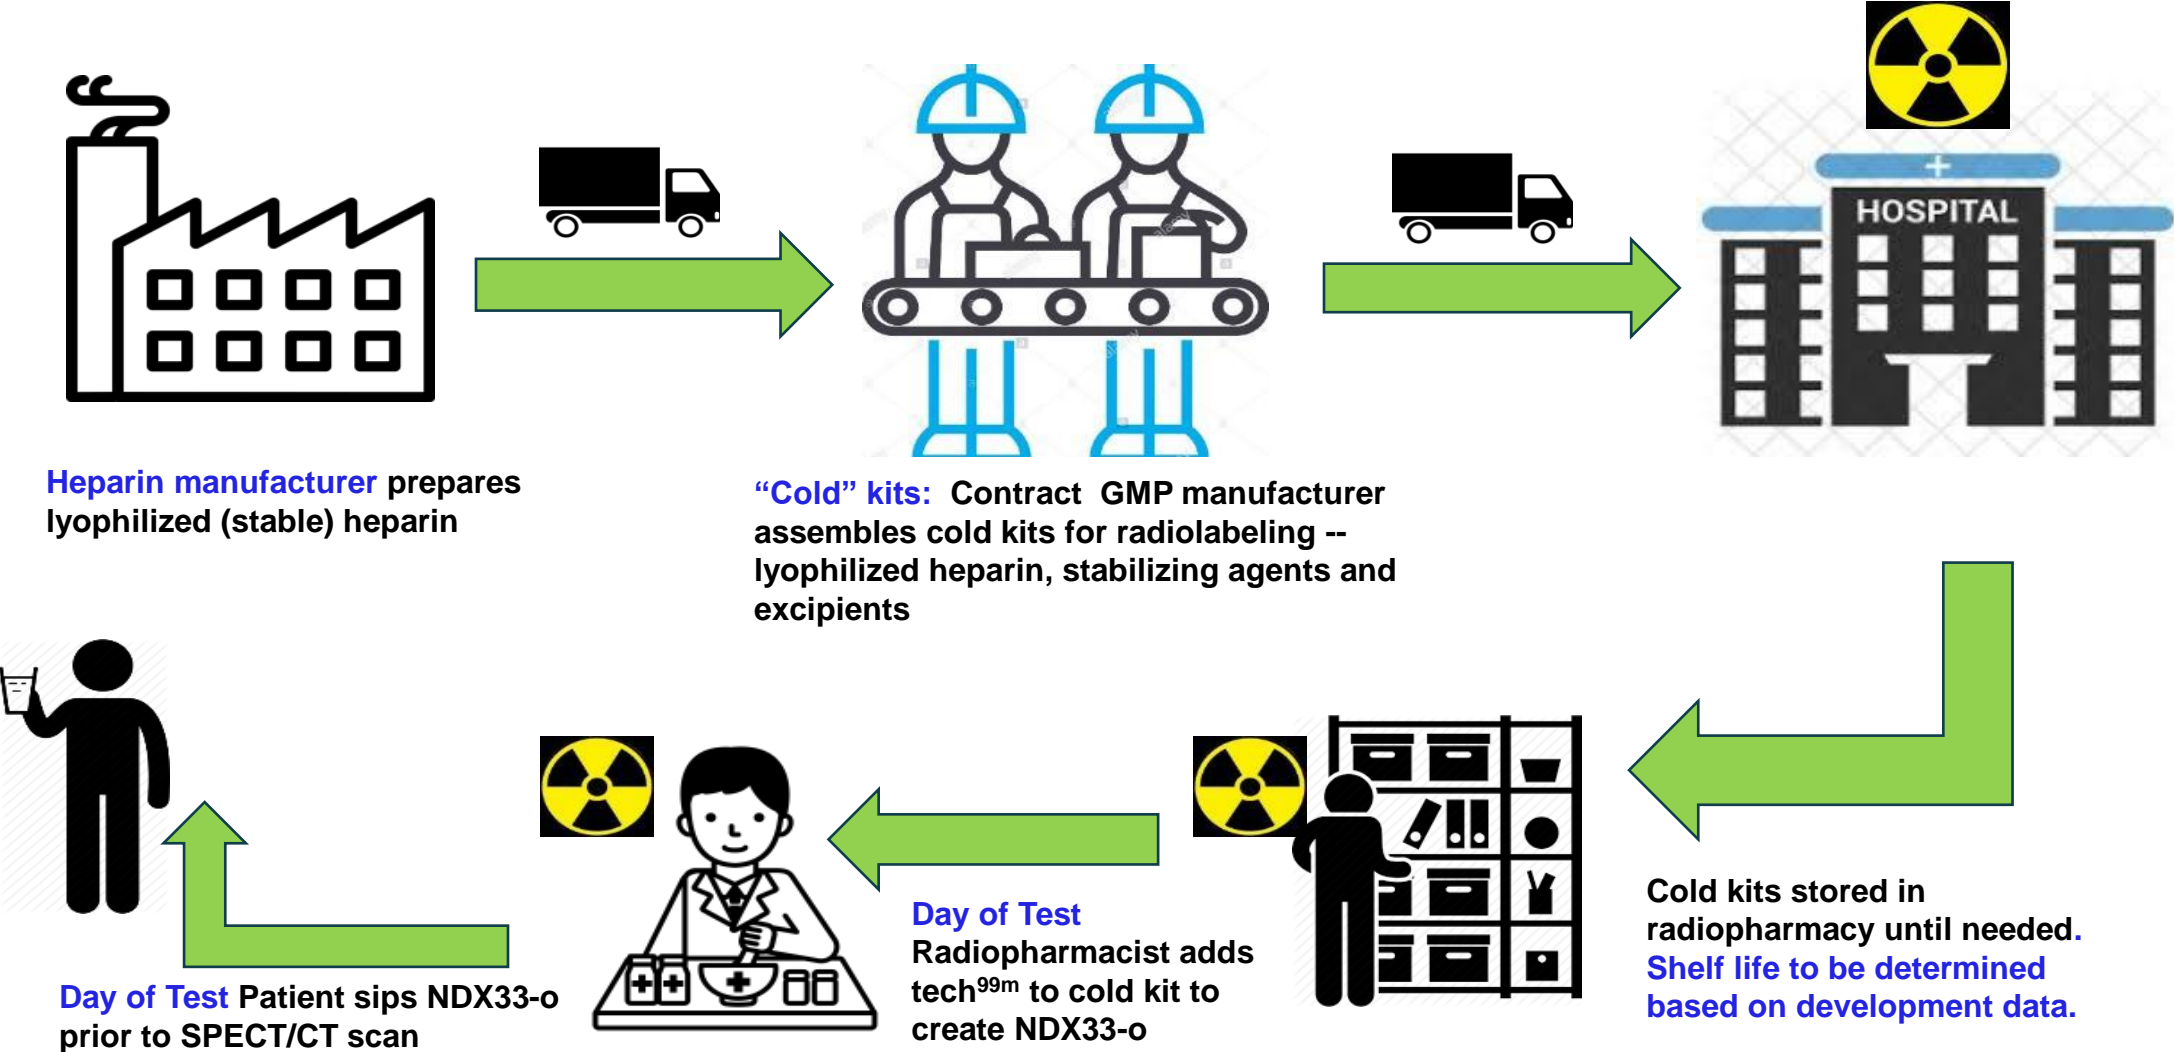 HOSPITAL
Heparin manufacturer prepares
lyophilized (stable) heparin
“Cold” kits: Contract GMP manufacturer
assembles cold kits for radiolabeling --
lyophilized heparin, stabilizing agents and
excipients
Cold kits stored in
radiopharmacy until needed.
Shelf life to be determined
based on development data.
Day of Test
Radiopharmacist adds
tech⁹⁹ᵐ to cold kit to
create NDX33-o
Day of Test Patient sips NDX33-o
prior to SPECT/CT scan